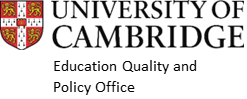 UNIVERSITY OF
CAMBRIDGE
Education Quality and
Policy Office